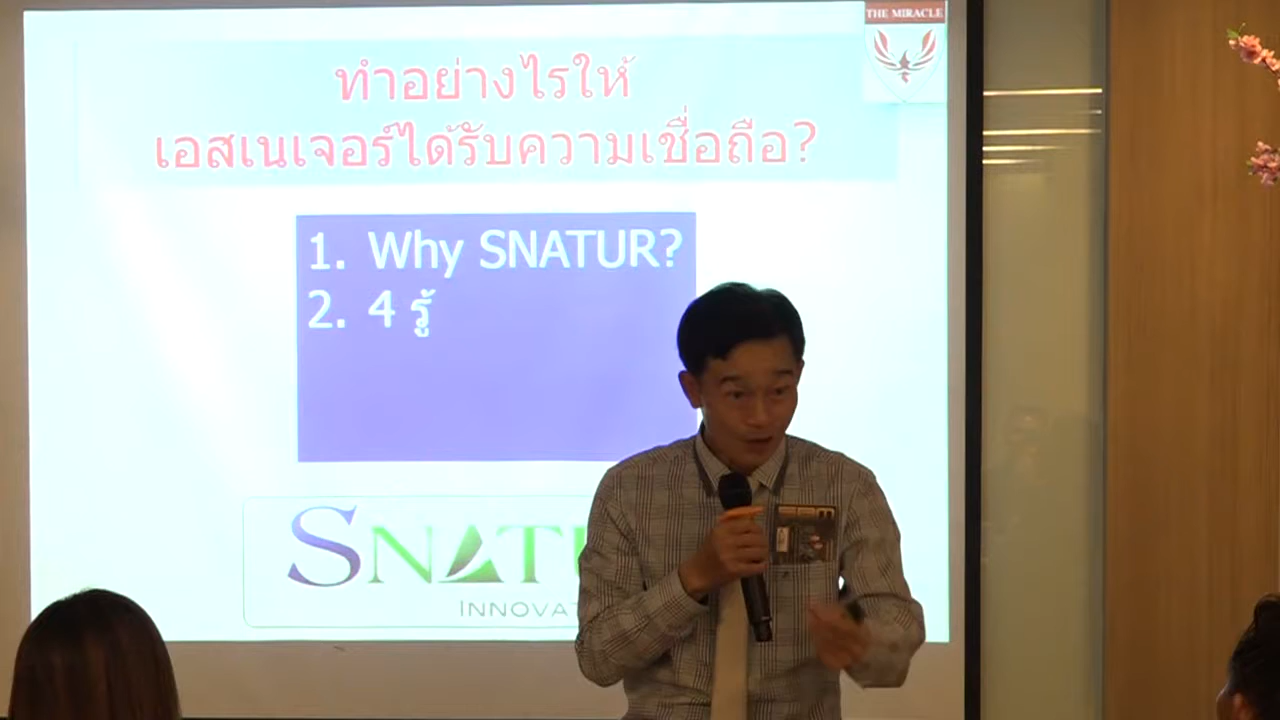 THE MIRACLE
ทำอย่างไรให้
เอสเนเจอร์ได้รับความเชื่อถือ?
1. Why SNATUR?
2. 4 รู้
SNATU
INNOVAT